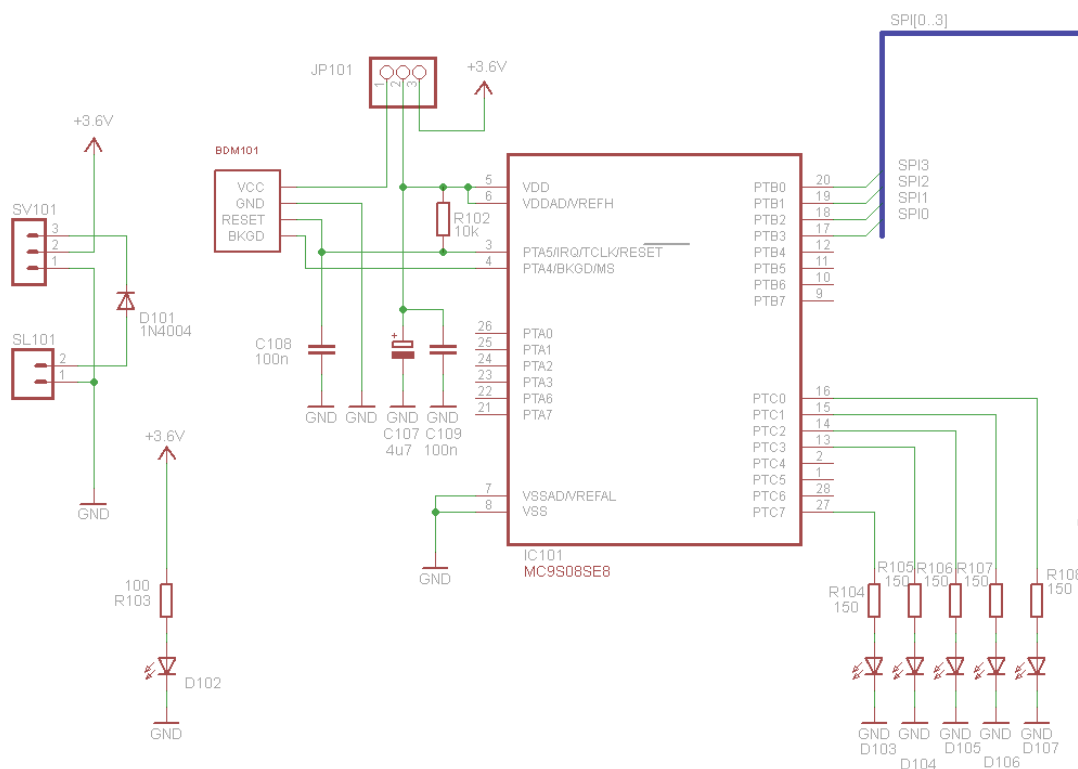 SPI[0..3]
JP101
1
2
3
+3.6V
+3.6V
BDM101
VCC
GND
RESET
BKGD
SV101
3
2
1
D101
1N4004
SL101
2
1
GND
R102
10k
C108
100n
GND
GND
+
GND
C107
4u7
GND
C109
100n
5 VDD
6 VDDAD/VREFH
3 PTA5/IRQ/TCLK/RESET
4 PTA4/BKGD/MS
26 PTA0
25 PTA1
24 PTA2
23 PTA3
22 PTA6
21 PTA7
7 VSSAD/VREFAL
8 VSS
GND
IC101
MC9S08SE8
PTB0 20 SPI3
PTB1 19 SPI2
PTB2 18 SPI1
PTB3 17 SPI0
PTB4 12
PTB5 11
PTB6 10
PTB7 9
PTC0 16
PTC1 15
PTC2 14
PTC3 13
PTC4 2
PTC5 1
PTC6 28
PTC7 27
+3.6V
100
R103
D102
GND
R104
150
R105
150
R106
150
R107
150
R108
150
GND
GND
GND
GND
GND
D103
D104
D105
D106
D107